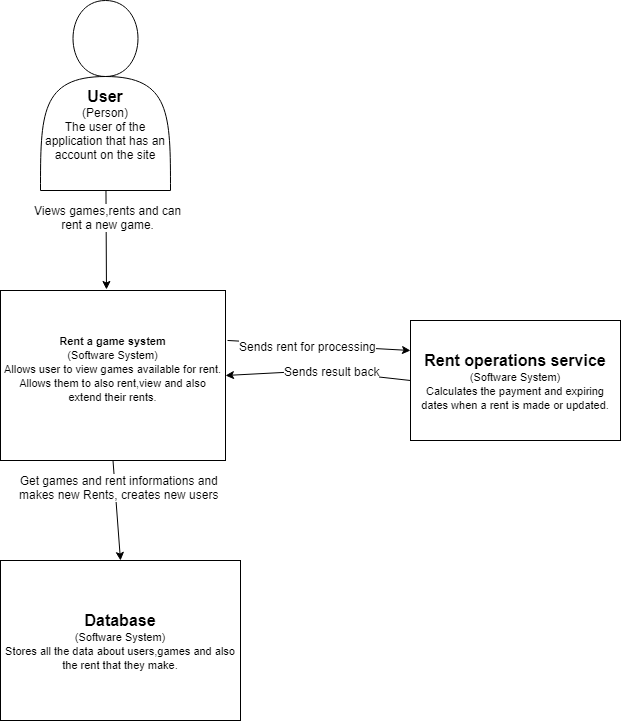 User
(Person)
The user of the
application that has an
account on the site
Views games,rents and can
rent a new game.
Rent a game system
(Software System)
Allows user to view games available for rent.
Allows them to also rent,view and also
extend their rents.
Sends rent for processing
Sends result back
Rent operations service
(Software System)
Calculates the payment and expiring
dates when a rent is made or updated.
Get games and rent informations and
makes new Rents, creates new users
Database
(Software System)
Stores all the data about users,games and also
the rent that they make.